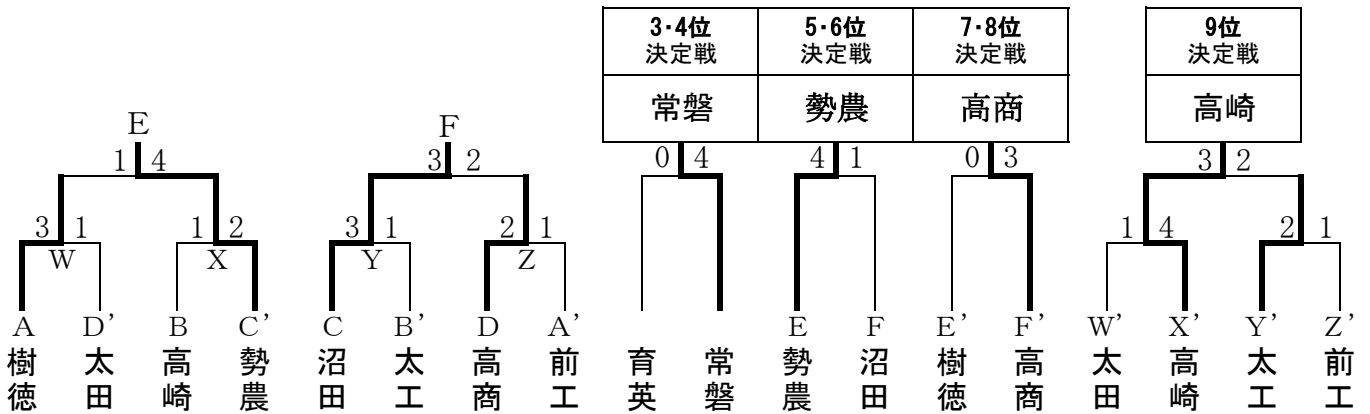 3・4位 5・6位 7・8位 9位
決定戦 決定戦 決定戦 決定戦
常磐 勢農 高商 高崎
E F
1 4 3 2 0 4 4 1 0 3 3 2
3 1 1 2 3 1 2 1 1 4 2 1
W X Y Z
A D’ B C’ C B’ D A’ E F E’ F’ W’ X’ Y’ Z’
樹徳 太田 高崎 勢農 沼田 太工 高商 前工 育英 常磐 勢農 沼田 樹徳 高商 太田 高崎 太工 前工